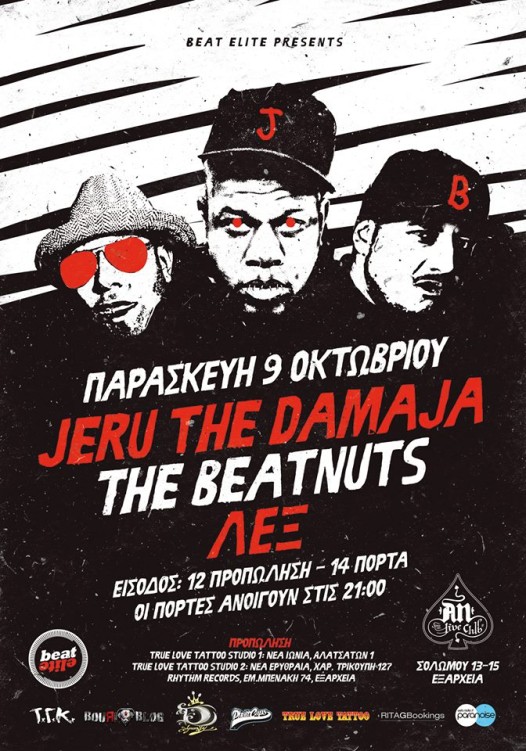 BEAT ELITE PRESENTS
J
B
ΠΑΡΑΣΚΕΥΗ 9 ΟΚΤΩΒΡΙΟΥ
JERU THE DAMAJA
THE BEATNUTS
ΛΕΞ
ΕΙΣΟΔΟΣ: 12 ΠΡΟΠΩΛΗΣΗ - 14 ΠΟΡΤΑ
ΟΙ ΠΟΡΤΕΣ ΑΝΟΙΓΟΥΝ ΣΤΙΣ 21:00
AN
live Club
ΣΟΛΩΜΟΥ 13-15
ΕΞΑΡΧΕΙΑ
beat
elite
ΠΡΟΠΩΛΗΣΗ
TRUE LOVE TATTOO STUDIO 1: ΝΕΑ ΙΩΝΙΑ, ΑΛΑΤΣΑΤΩΝ 1
TRUE LOVE TATTOO STUDIO 2: ΝΕΑ ΕΡΥΘΡΑΙΑ, ΧΑΡ. ΤΡΙΚΟΥΠΗ 127
RHYTHM RECORDS, ΕΜ.ΜΠΕΝΑΚΗ 74, ΕΞΑΡΧΕΙΑ
T.F.K. BLOG TRUE LOVE TATTOO RITAGBookings paranoise